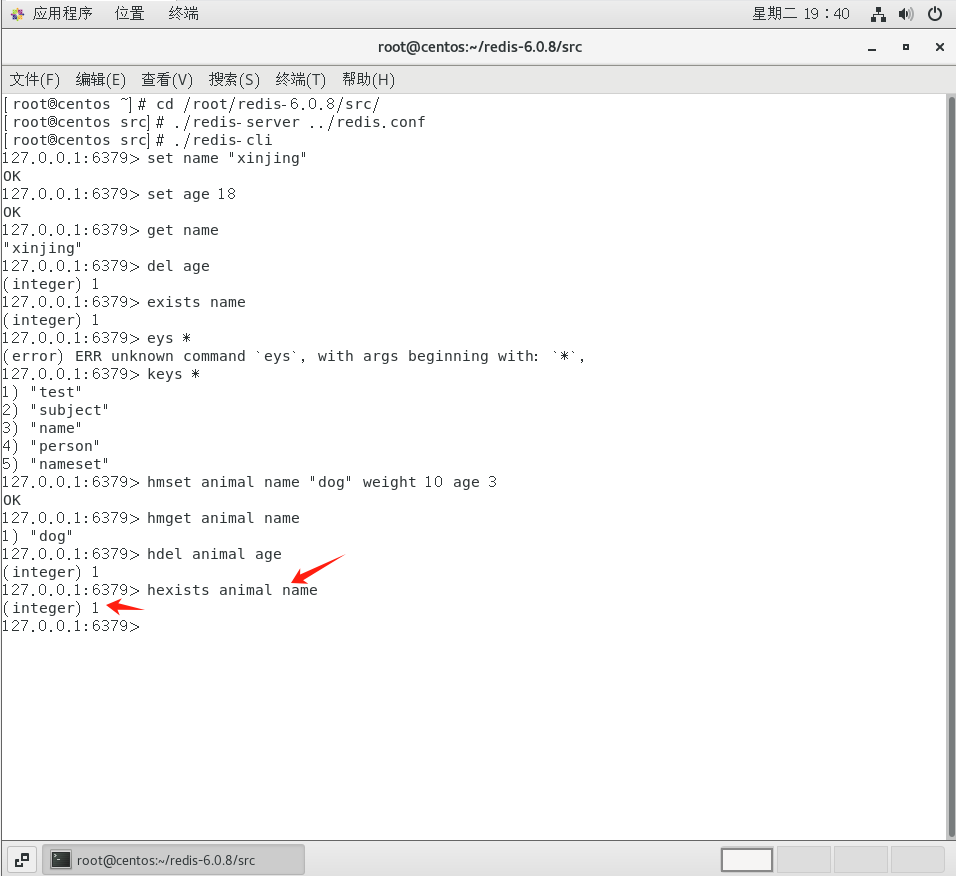 应用程序 位置 终端 星期二 19：40
root@centos:~/redis-6.0.8/src
文件(F) 编辑(E) 查看(V) 搜索(S) 终端(T) 帮助(H)
[root@centos ~]# cd /root/redis-6.0.8/src/
[root@centos src]# ./redis-server ../redis.conf
[root@centos src]# ./redis-cli
127.0.0.1:6379> set name "xinjing"
OK
127.0.0.1:6379> set age 18
OK
127.0.0.1:6379> get name
"xinjing"
127.0.0.1:6379> del age
(integer) 1
127.0.0.1:6379> exists name
(integer) 1
127.0.0.1:6379> eys *
(error) ERR unknown command `eys`, with args beginning with: `*`,
127.0.0.1:6379> keys *
1) "test"
2) "subject"
3) "name"
4) "person"
5) "nameset"
127.0.0.1:6379> hmset animal name "dog" weight 10 age 3
OK
127.0.0.1:6379> hmget animal name
1) "dog"
127.0.0.1:6379> hdel animal age
(integer) 1
127.0.0.1:6379> hexists animal name
(integer) 1
127.0.0.1:6379>
root@centos:~/redis-6.0.8/src